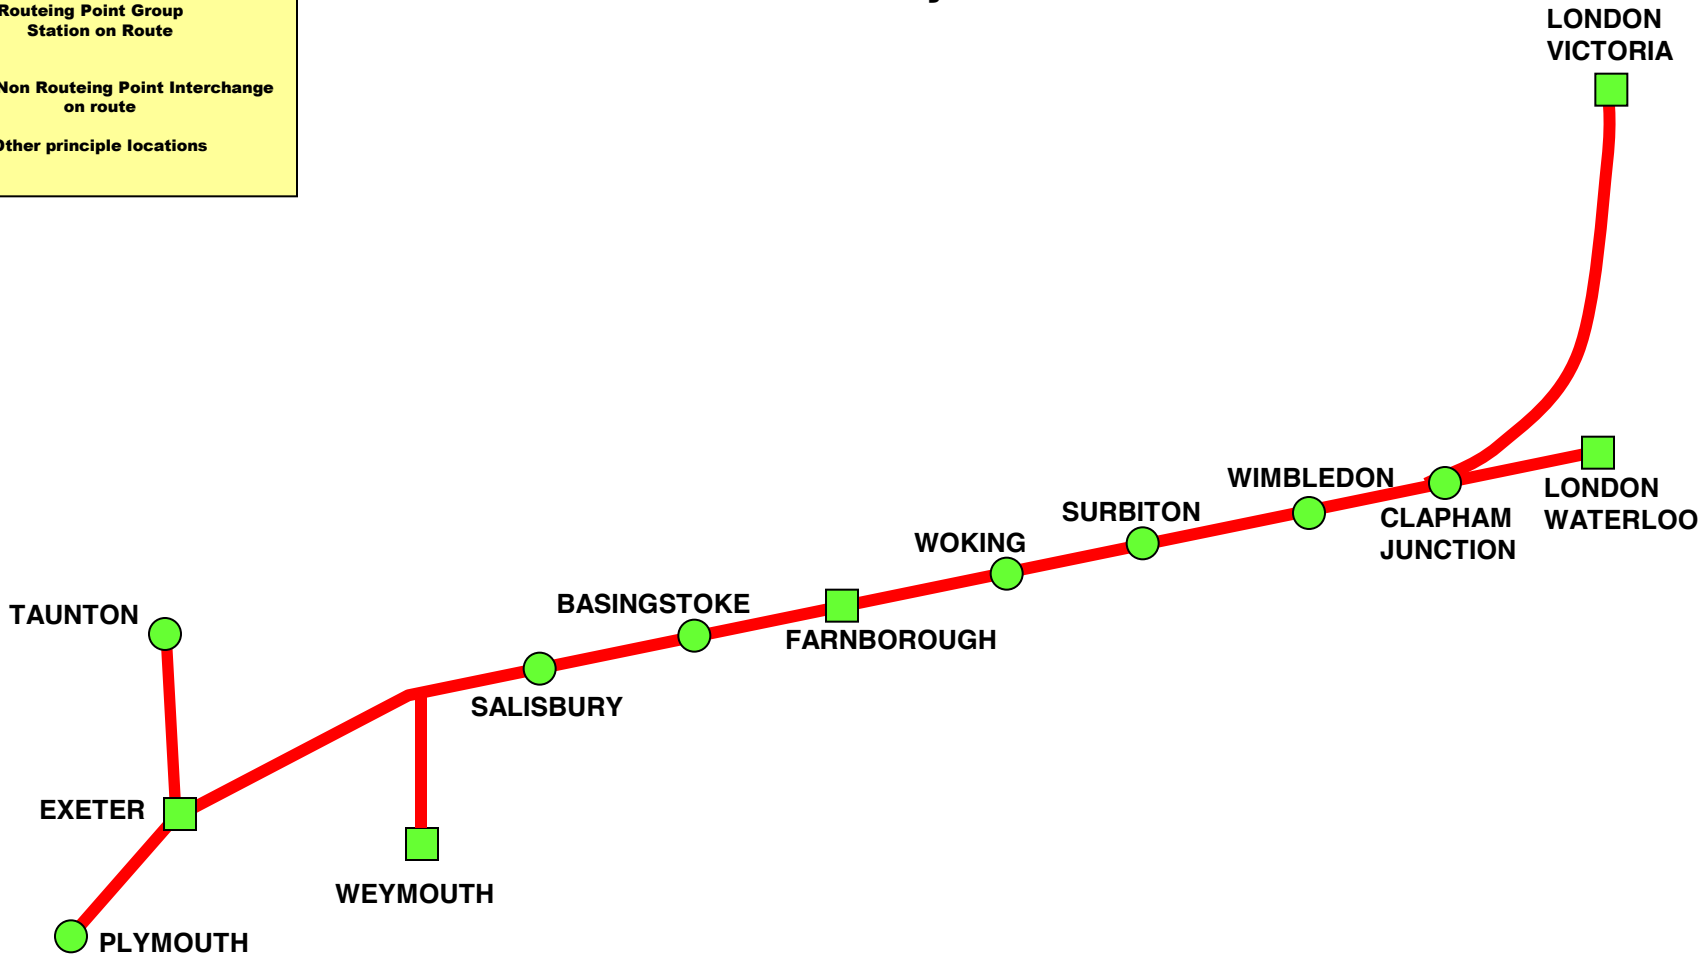 Routeing Point Group
Station on Route
Non Routeing Point Interchange
on route
Other principle locations
LONDON
VICTORIA
WIMBLEDON
LONDON
WATERLOO
CLAPHAM
JUNCTION
SURBITON
WOKING
BASINGSTOKE
FARNBOROUGH
TAUNTON
SALISBURY
EXETER
WEYMOUTH
PLYMOUTH